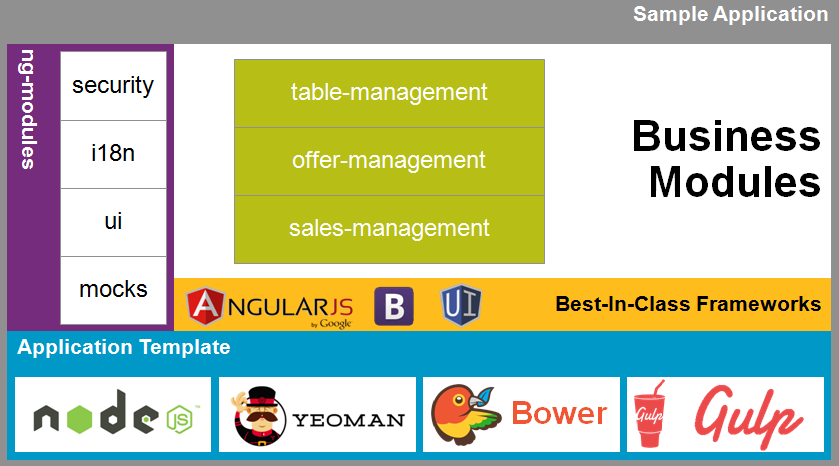 Sample Application
ng-modules
security
i18n
ui
mocks
table-management
offer-management
sales-management
Business
Modules
ANGULARJS
by Google
B
UI
Best-In-Class Frameworks
Application Template
node
JS™
YEOMAN
Bower
Gulp
Gulp